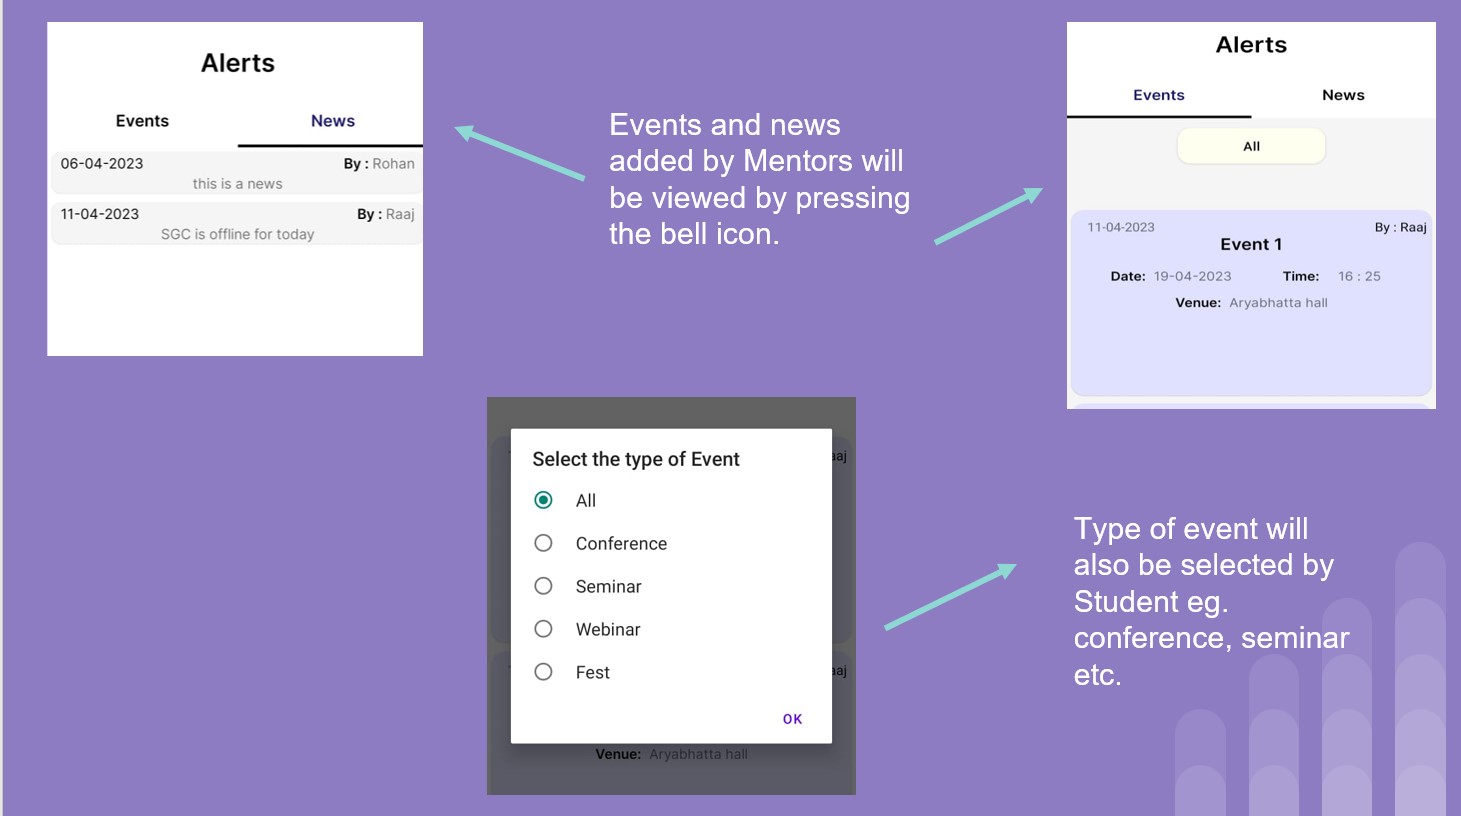 Alerts
Events News
06-04-2023 By : Rohan
this is a news
11-04-2023 By : Raaj
SGC is offline for today
Events and news
added by Mentors will
be viewed by pressing
the bell icon.
Alerts
Events News
All
11-04-2023 By : Raaj
Event 1
Date: 19-04-2023 Time: 16 : 25
Venue: Aryabhatta hall
aaj
Select the type of Event
All
Conference
Seminar
Webinar
Fest
aaj
OK
Venue: Aryabhatta hall
Type of event will
also be selected by
Student eg.
conference, seminar
etc.